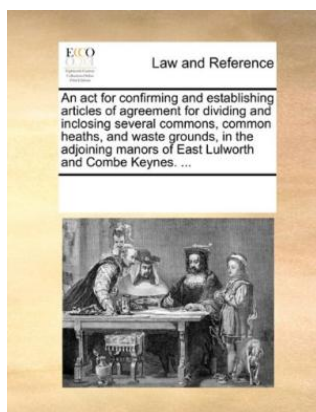 ECCO
Law and Reference
An act for confirming and establishing
articles of agreement for dividing and
inclosing several commons, common
heaths, and waste grounds, in the
adjoining manors of East Lulworth
and Combe Keynes. ...